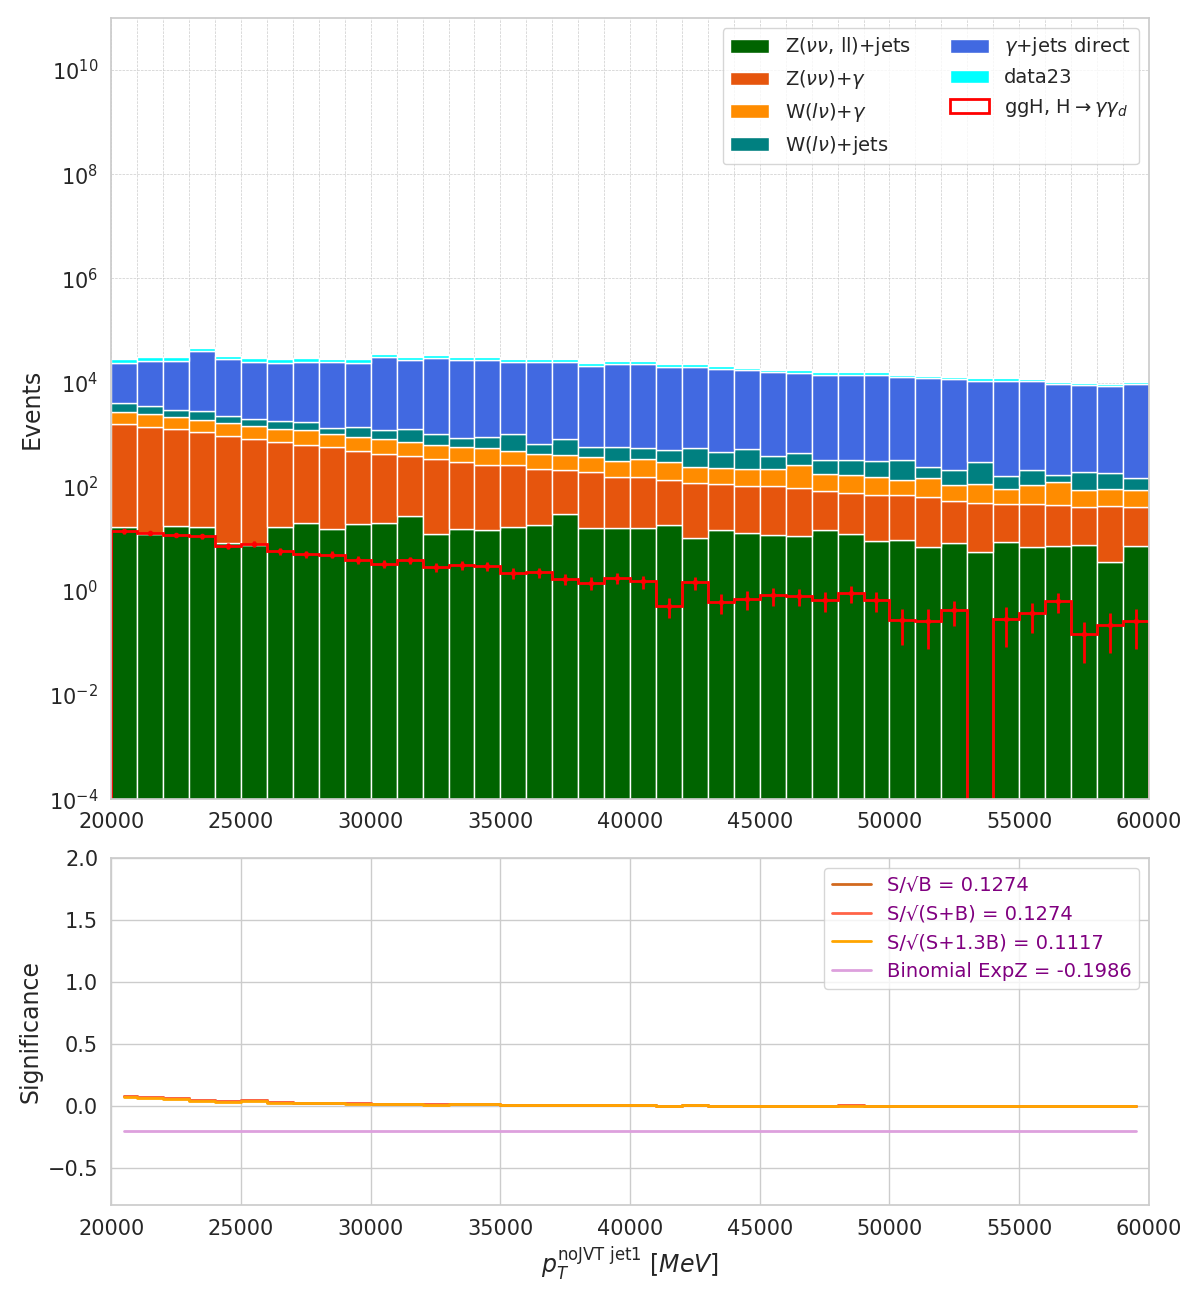 Z(νν, ll)+jets
Z(νν)+γ
W(lν)+γ
W(lν)+jets
γ+jets direct
data23
ggH, H→γγ_d
Events
10^10
10^8
10^6
10^4
10^2
10^0
10^−2
10^−4
20000 25000 30000 35000 40000 45000 50000 55000 60000
S/√B = 0.1274
S/√(S+B) = 0.1274
S/√(S+1.3B) = 0.1117
Binomial ExpZ = -0.1986
Significance
2.0
1.5
1.0
0.5
0.0
−0.5
20000 25000 30000 35000 40000 45000 50000 55000 60000
p_T^noJVT jet1 [MeV]